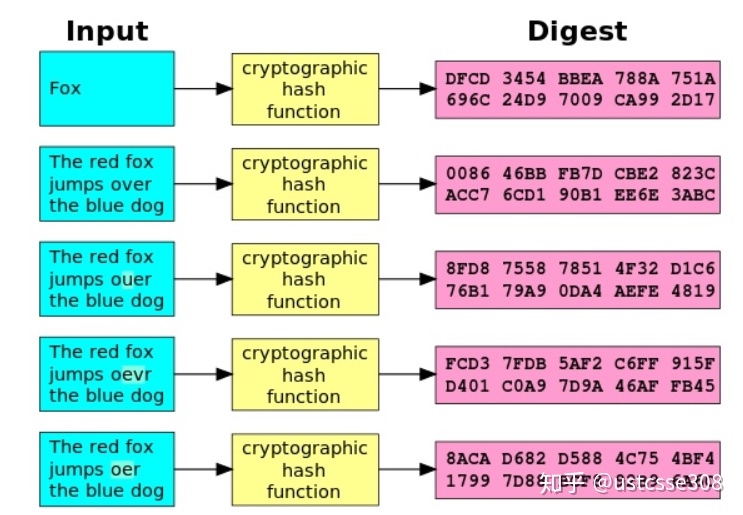 Input
Digest
Fox
cryptographic
hash
function
DFCD 3454 BBEA 788A 751A
696C 24D9 7009 CA99 2D17
The red fox
jumps over
the blue dog
cryptographic
hash
function
0086 46BB FB7D CBE2 823C
ACC7 6CD1 90B1 EE6E 3ABC
The red fox
jumps ouer
the blue dog
cryptographic
hash
function
8FD8 7558 7851 4F32 D1C6
76B1 79A9 0DA4 AEFE 4819
The red fox
jumps oevr
the blue dog
cryptographic
hash
function
FCD3 7FDB 5AF2 C6FF 915F
D401 C0A9 7D9A 46AF FB45
The red fox
jumps oer
the blue dog
cryptographic
hash
function
8ACA D682 D588 4C75 4BF4
1799
知乎 @ustcsse308